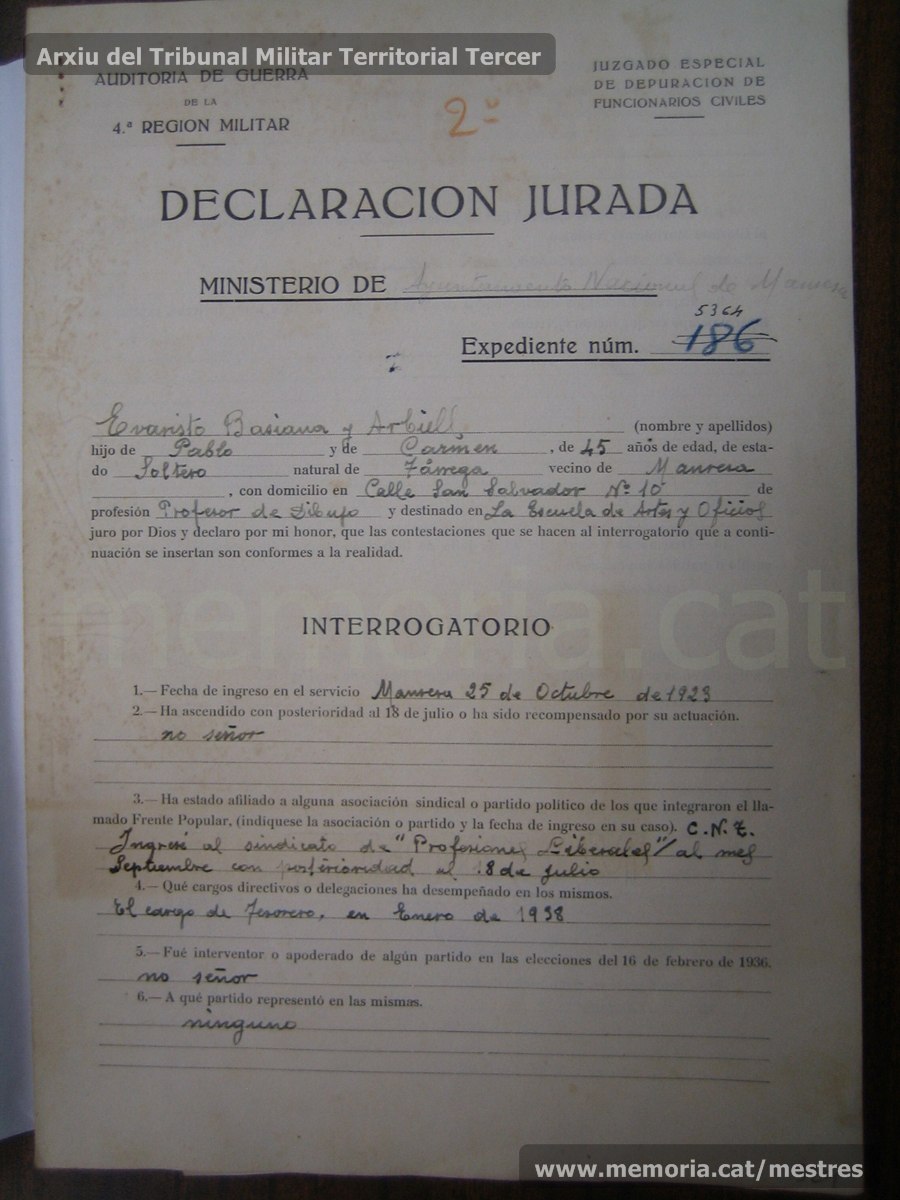 Arxiu del Tribunal Militar Territorial Tercer
AUDITORIA DE GUERRA
DE LA
4.ª REGION MILITAR
2º
JUZGADO ESPECIAL
DE DEPURACION DE
FUNCIONARIOS CIVILES
DECLARACION JURADA
MINISTERIO DE Ayuntamiento Nacional de Manresa
5364
Expediente núm. 186
Evaristo Basiana y Arbiell (nombre y apellidos)
hijo de Pablo y de Carmen, de 45 años de edad, de esta-
do Soltero natural de Tárrega vecino de Manresa
, con domicilio en Calle San Salvador Nº 10 de
profesión Profesor de Dibujo y destinado en La Escuela de Artes y Oficios
juro por Dios y declaro por mi honor, que las contestaciones que se hacen al interrogatorio que a conti-
nuación se insertan son conformes a la realidad.
memoria.cat
INTERROGATORIO
1.— Fecha de ingreso en el servicio Manresa 25 de Octubre de 1923
2.— Ha ascendido con posterioridad al 18 de julio o ha sido recompensado por su actuación.
no señor
3.— Ha estado afiliado a alguna asociación sindical o partido político de los que integraron el lla-
mado Frente Popular, (indiquese la asociación o partido y la fecha de ingreso en su caso). C.N.T.
Ingresé al sindicato de "Profesiones Liberales" al mes
Septiembre con posterioridad al 18 de julio
4.— Qué cargos directivos o delegaciones ha desempeñado en los mismos.
El cargo de Tesorero, en Enero de 1938
5.— Fué interventor o apoderado de algún partido en las elecciones del 16 de febrero de 1936.
no señor
6.— A qué partido representó en las mismas.
ninguno
www.memoria.cat/mestres